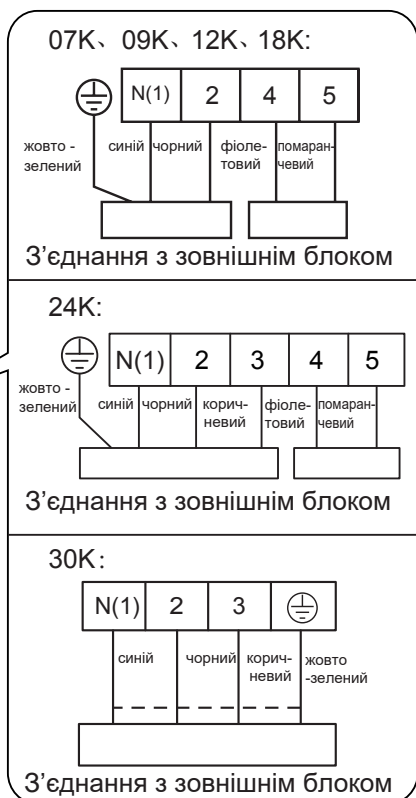 07K、09K、12K、18K:
N(1) 2 4 5
жовто - зелений синій чорний фіоле- товий помаран- чевий
З’єднання з зовнішнім блоком
24K:
N(1) 2 3 4 5
жовто - зелений синій чорний корич- невий фіоле- товий помаран- чевий
З’єднання з зовнішнім блоком
30K:
N(1) 2 3
синій чорний корич- невий жовто -зелений
З’єднання з зовнішнім блоком